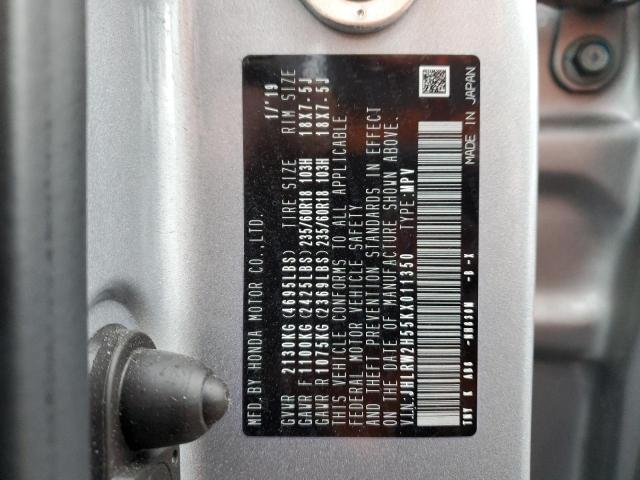 MFD.BY HONDA MOTOR CO.,LTD. 1/'19
GVWR 2130KG(4695LBS) TIRE SIZE RIM SIZE
GAWR F 1100KG(2425LBS)235/60R18 103H 18X7.5J
GAWR R 1075KG(2369LBS)235/60R18 103H 18X7.5J
THIS VEHICLE CONFORMS TO ALL APPLICABLE
FEDERAL MOTOR VEHICLE SAFETY
AND THEFT PREVENTION STANDARDS IN EFFECT
ON THE DATE OF MANUFACTURE SHOWN ABOVE.
V.I.N.:JHLRW2H55KX011350 TYPE:MPV
MADE IN JAPAN